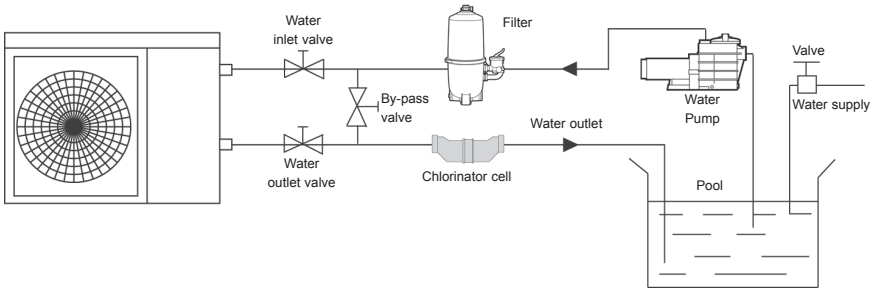 Water
inlet valve
Filter
Valve
By-pass
valve
Water
Pump
Water supply
Water outlet
Water
outlet valve
Chlorinator cell
Pool